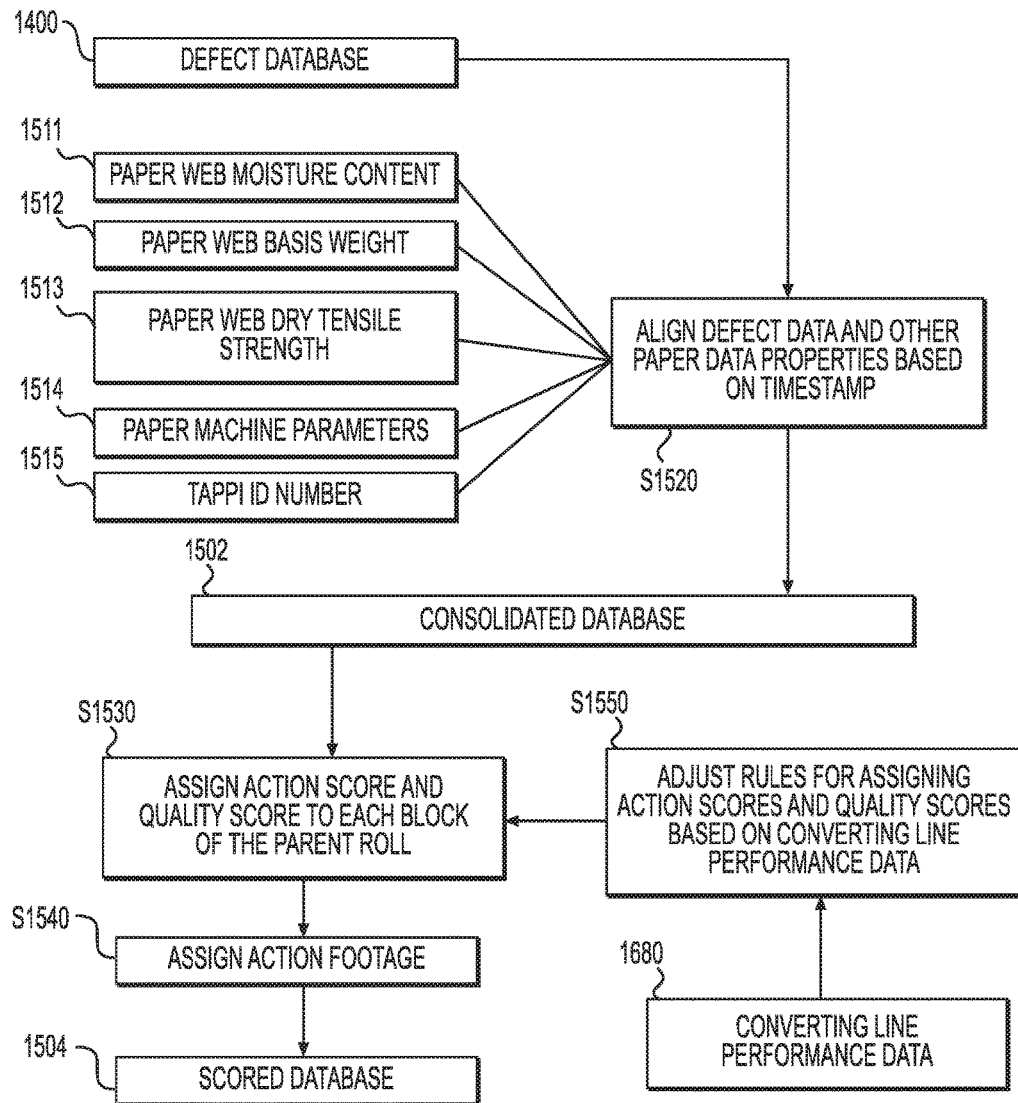 1400
DEFECT DATABASE
1511
PAPER WEB MOISTURE CONTENT
1512
PAPER WEB BASIS WEIGHT
1513
PAPER WEB DRY TENSILE
STRENGTH
1514
PAPER MACHINE PARAMETERS
1515
TAPPI ID NUMBER
ALIGN DEFECT DATA AND OTHER
PAPER DATA PROPERTIES BASED
ON TIMESTAMP
S1520
1502
CONSOLIDATED DATABASE
S1530
ASSIGN ACTION SCORE AND
QUALITY SCORE TO EACH BLOCK
OF THE PARENT ROLL
S1550
ADJUST RULES FOR ASSIGNING
ACTION SCORES AND QUALITY SCORES
BASED ON CONVERTING LINE
PERFORMANCE DATA
S1540
ASSIGN ACTION FOOTAGE
1680
CONVERTING LINE
PERFORMANCE DATA
1504
SCORED DATABASE